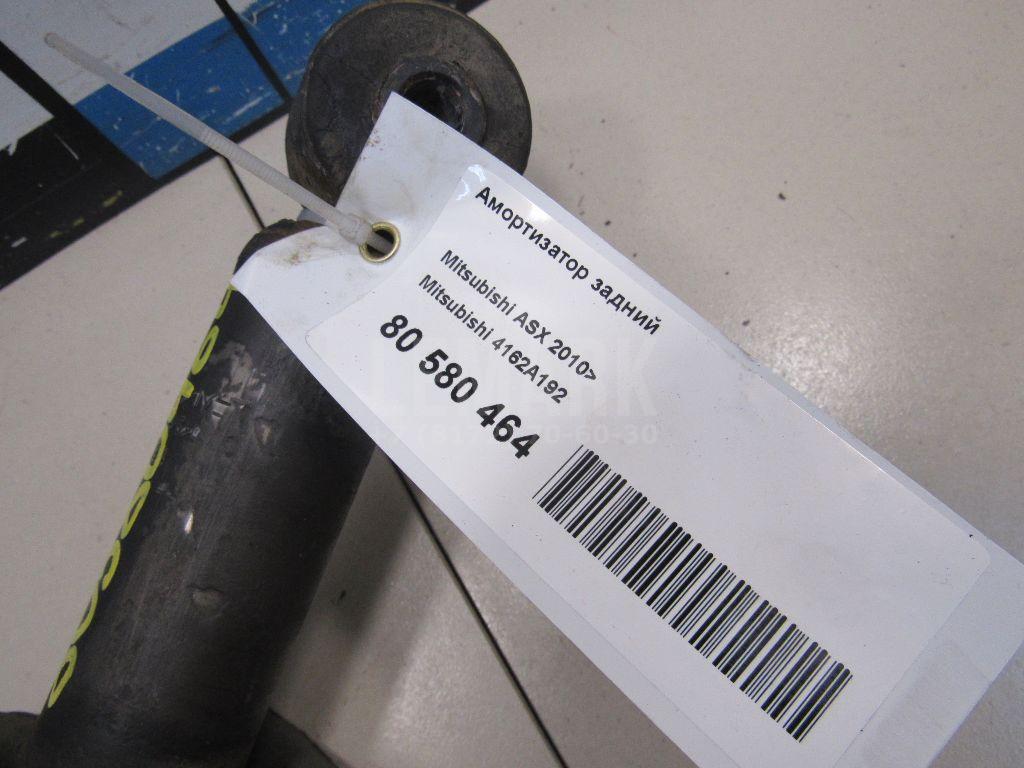 Амортизатор задний
Mitsubishi ASX 2010>
Mitsubishi 4162A192
80 580 464